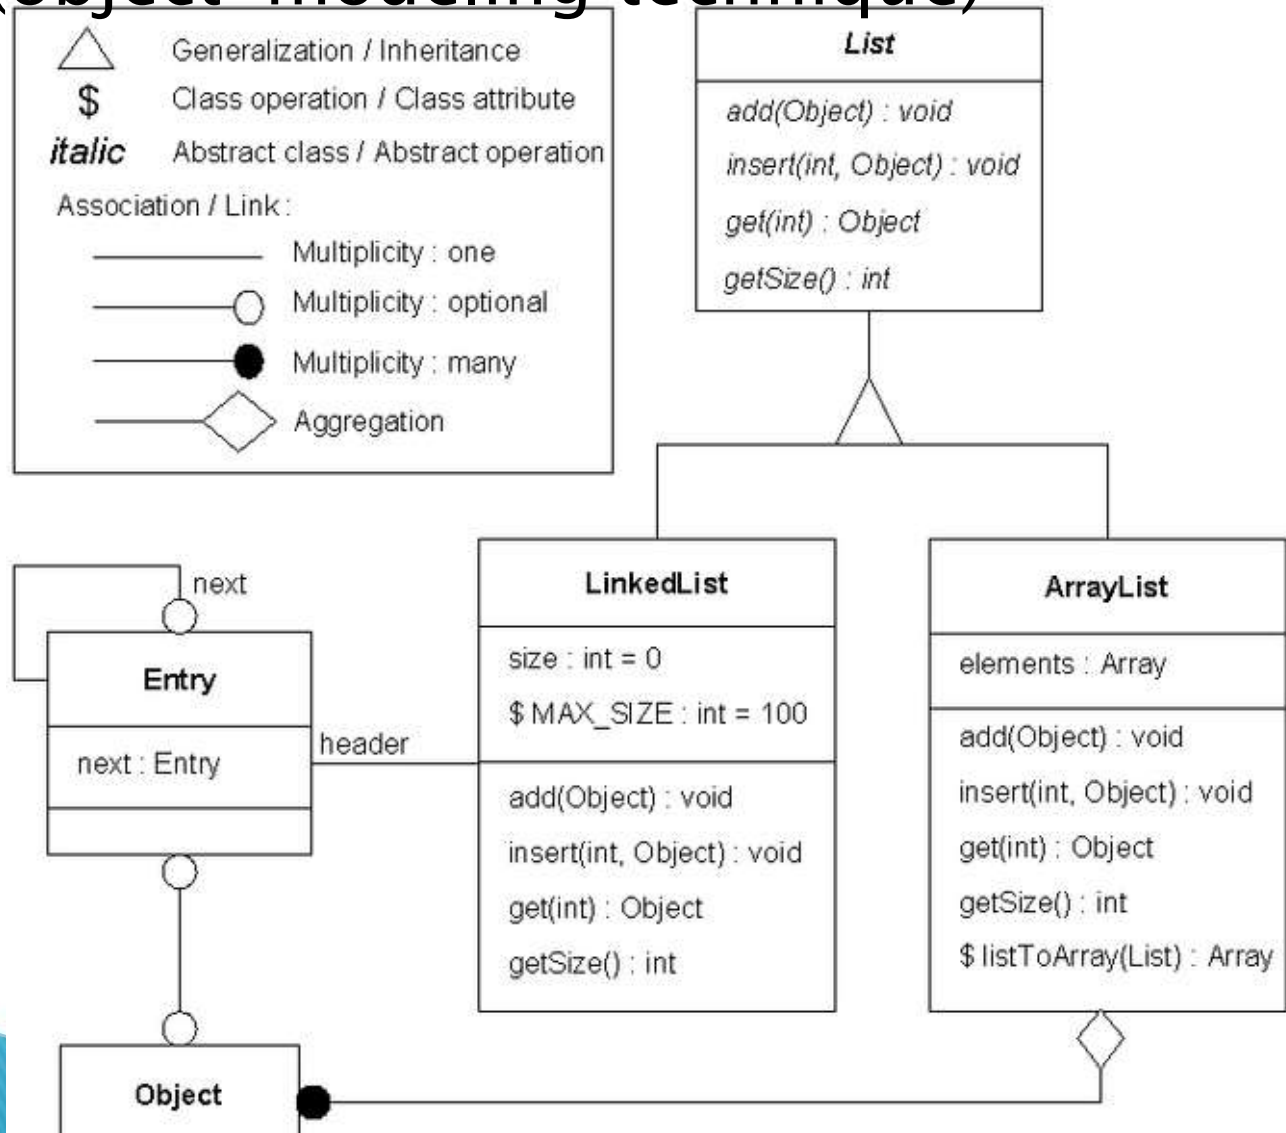 (object modeling technique)
Generalization / Inheritance
$ Class operation / Class attribute
italic Abstract class / Abstract operation
Association / Link :
Multiplicity : one
Multiplicity : optional
Multiplicity : many
Aggregation
List
add(Object) : void
insert(int, Object) : void
get(int) : Object
getSize() : int
next
Entry
next : Entry
header
LinkedList
size : int = 0
$ MAX_SIZE : int = 100
add(Object) : void
insert(int, Object) : void
get(int) : Object
getSize() : int
ArrayList
elements : Array
add(Object) : void
insert(int, Object) : void
get(int) : Object
getSize() : int
$ listToArray(List) : Array
Object